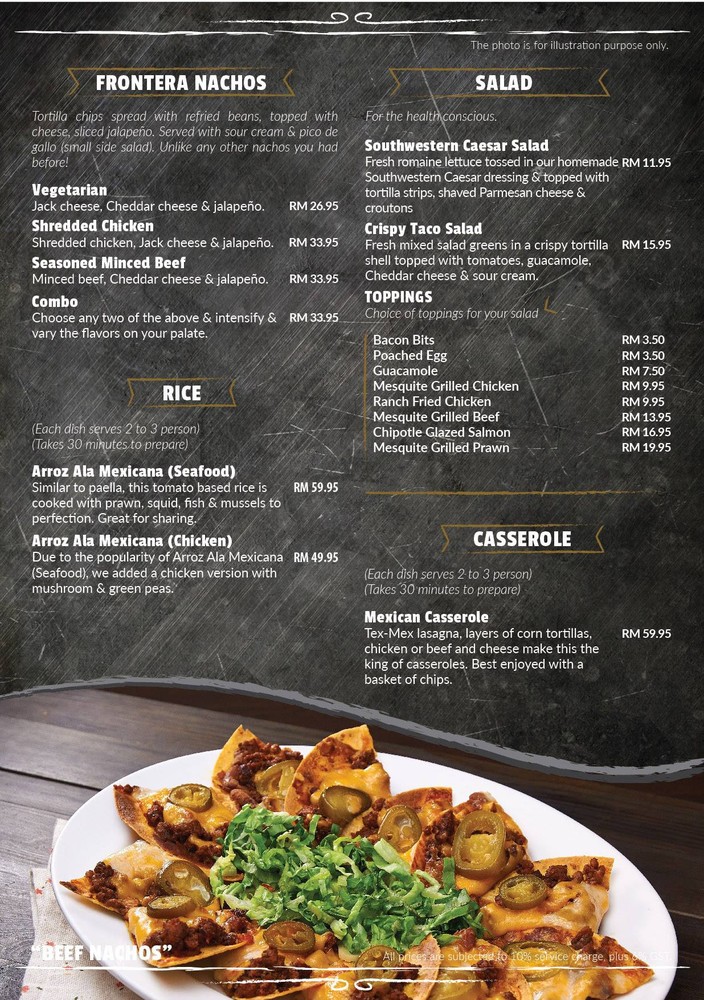 The photo is for illustration purpose only.
FRONTERA NACHOS
Tortilla chips spread with refried beans, topped with
cheese, sliced jalapeño. Served with sour cream & pico de
gallo (small side salad). Unlike any other nachos you had
before!
Vegetarian
Jack cheese, Cheddar cheese & jalapeño. RM 26.95
Shredded Chicken
Shredded chicken, Jack cheese & jalapeño. RM 33.95
Seasoned Minced Beef
Minced beef, Cheddar cheese & jalapeño. RM 33.95
Combo
Choose any two of the above & intensify & RM 33.95
vary the flavors on your palate.
RICE
(Each dish serves 2 to 3 person)
(Takes 30 minutes to prepare)
Arroz Ala Mexicana (Seafood)
Similar to paella, this tomato based rice is RM 59.95
cooked with prawn, squid, fish & mussels to
perfection. Great for sharing.
Arroz Ala Mexicana (Chicken)
Due to the popularity of Arroz Ala Mexicana RM 49.95
(Seafood), we added a chicken version with
mushroom & green peas.
SALAD
For the health conscious.
Southwestern Caesar Salad
Fresh romaine lettuce tossed in our homemade RM 11.95
Southwestern Caesar dressing & topped with
tortilla strips, shaved Parmesan cheese &
croutons
Crispy Taco Salad
Fresh mixed salad greens in a crispy tortilla RM 15.95
shell topped with tomatoes, guacamole,
Cheddar cheese & sour cream.
TOPPINGS
Choice of toppings for your salad
Bacon Bits RM 3.50
Poached Egg RM 3.50
Guacamole RM 7.50
Mesquite Grilled Chicken RM 9.95
Ranch Fried Chicken RM 9.95
Mesquite Grilled Beef RM 13.95
Chipotle Glazed Salmon RM 16.95
Mesquite Grilled Prawn RM 19.95
CASSEROLE
(Each dish serves 2 to 3 person)
(Takes 30 minutes to prepare)
Mexican Casserole
Tex-Mex lasagna, layers of corn tortillas, RM 59.95
chicken or beef and cheese make this the
king of casseroles. Best enjoyed with a
basket of chips.
"BEEF NACHOS"
All prices are subjected to 10% service charge, plus